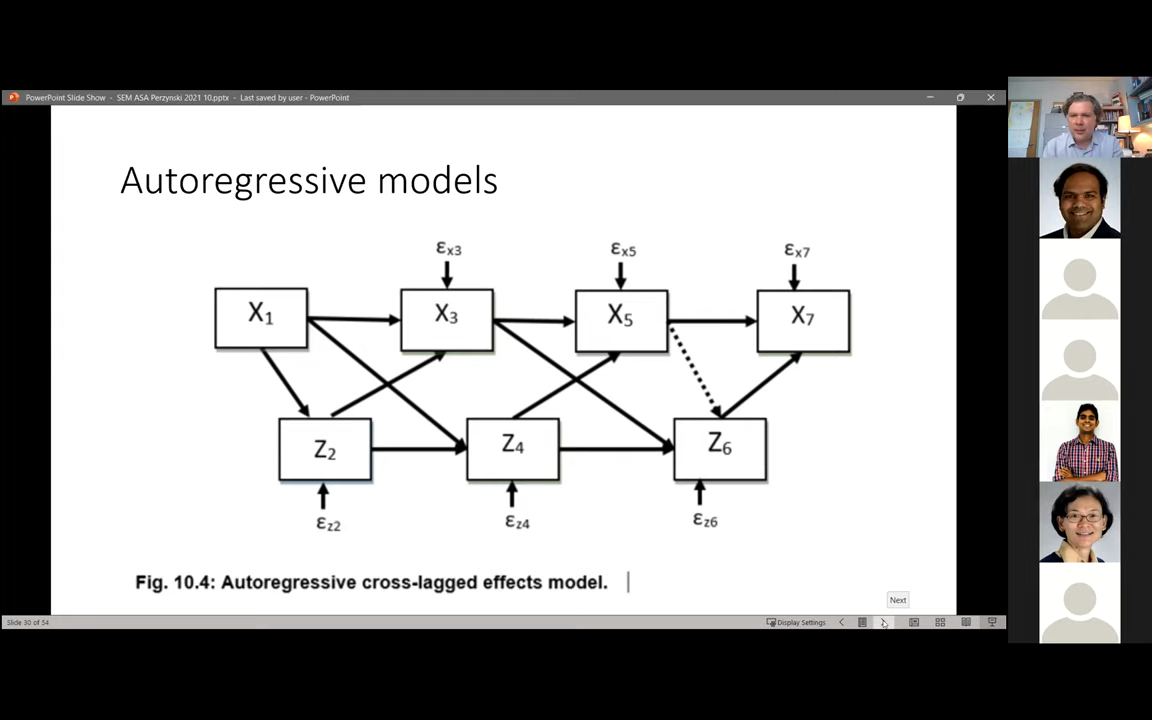 PowerPoint Slide Show - SEM ASA Perzynski 2021 10.pptx - Last saved by user - PowerPoint
Autoregressive models
εx3 εx5 εx7
X1 X3 X5 X7
Z2 Z4 Z6
εz2 εz4 εz6
Fig. 10.4: Autoregressive cross-lagged effects model.
Next
Slide 30 of 54 Display Settings